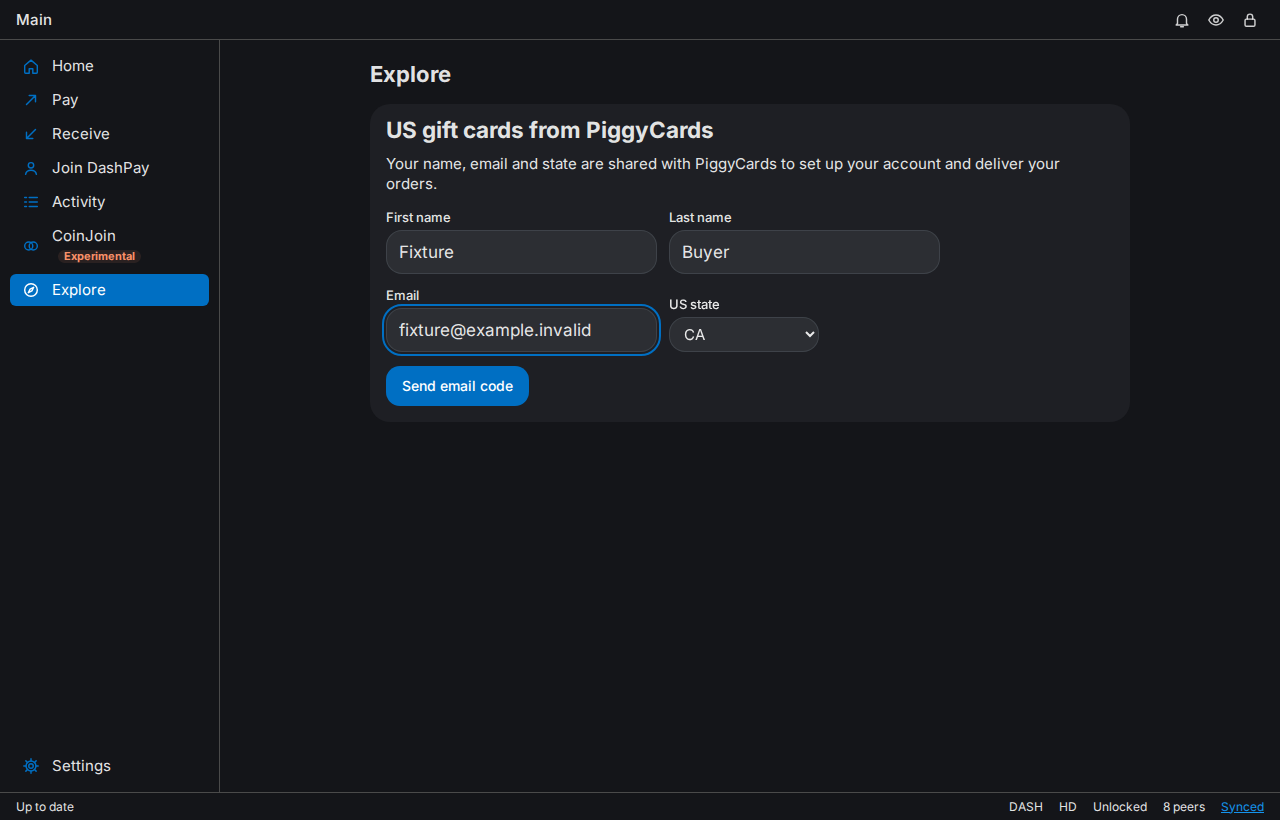 Main
Home
Pay
Receive
Join DashPay
Activity
CoinJoin
Experimental
Explore
Settings
Explore
US gift cards from PiggyCards
Your name, email and state are shared with PiggyCards to set up your account and deliver your
orders.
First name
Last name
Fixture
Buyer
Email
US state
fixture@example.invalid
CA
Send email code
Up to date
DASH
HD
Unlocked
8 peers
Synced